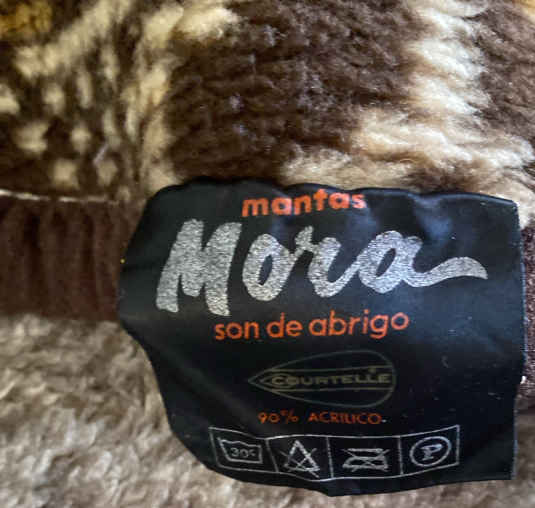 mantas
Mora
son de abrigo
COURTELLE
90% ACRILICO
30°
P